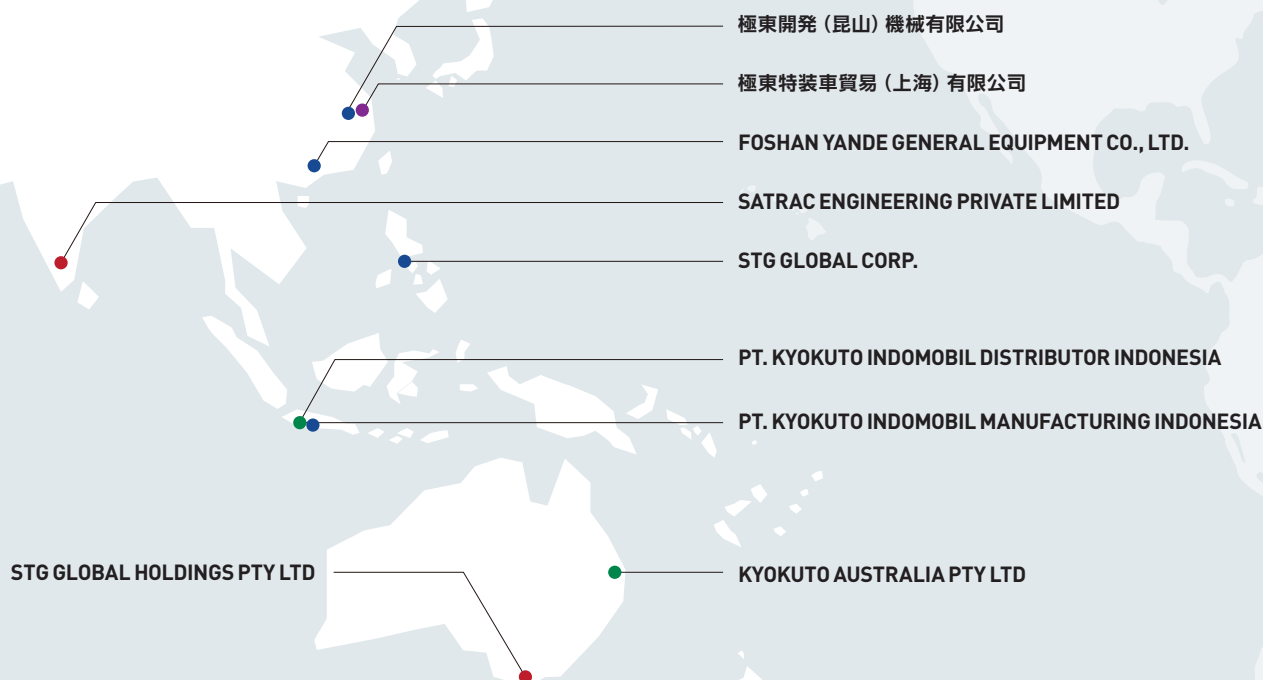 極東開発（昆山）機械有限公司
極東特装車貿易（上海）有限公司
FOSHAN YANDE GENERAL EQUIPMENT CO., LTD.
SATRAC ENGINEERING PRIVATE LIMITED
STG GLOBAL CORP.
PT. KYOKUTO INDOMOBIL DISTRIBUTOR INDONESIA
PT. KYOKUTO INDOMOBIL MANUFACTURING INDONESIA
STG GLOBAL HOLDINGS PTY LTD
KYOKUTO AUSTRALIA PTY LTD